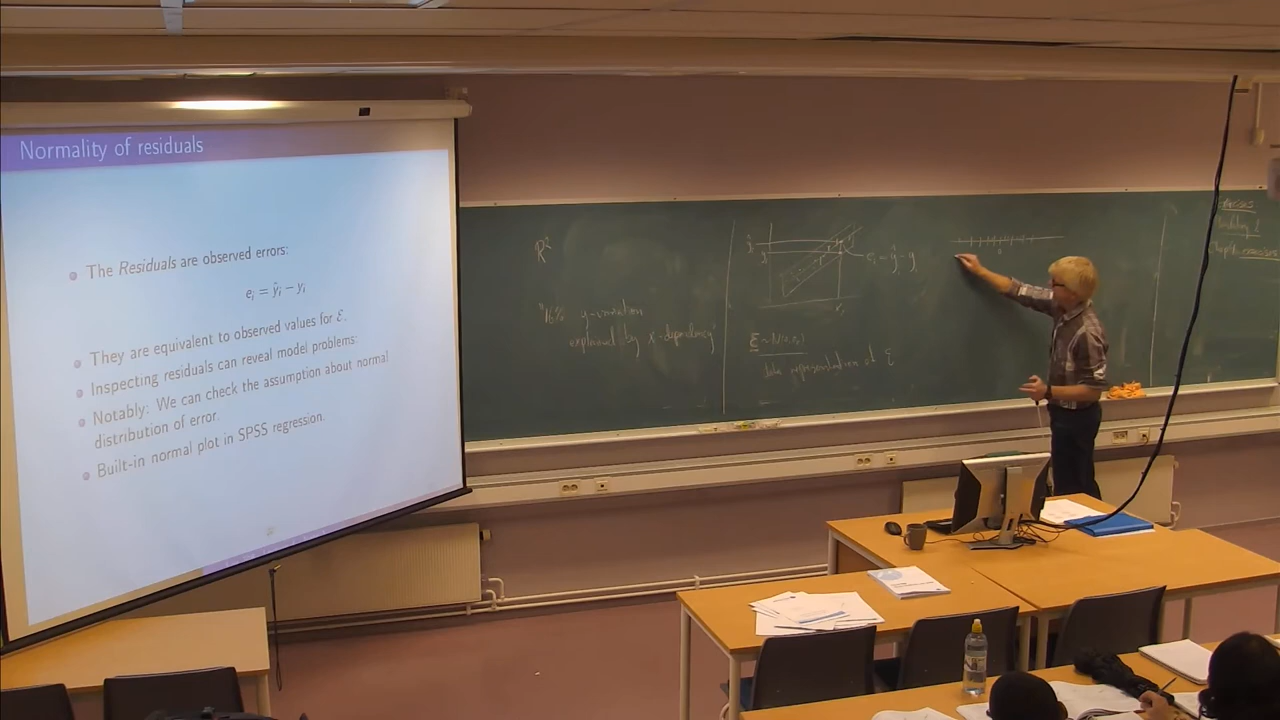 Normality of residuals
The Residuals are observed errors:
eᵢ = ŷᵢ − yᵢ
They are equivalent to observed values for ℰ.
Inspecting residuals can reveal model problems:
Notably: We can check the assumption about normal
distribution of error.
Built-in normal plot in SPSS regression.
R²
"16% y-variation
explained by x-dependency"
eᵢ = ŷ - y
representation of ℰ